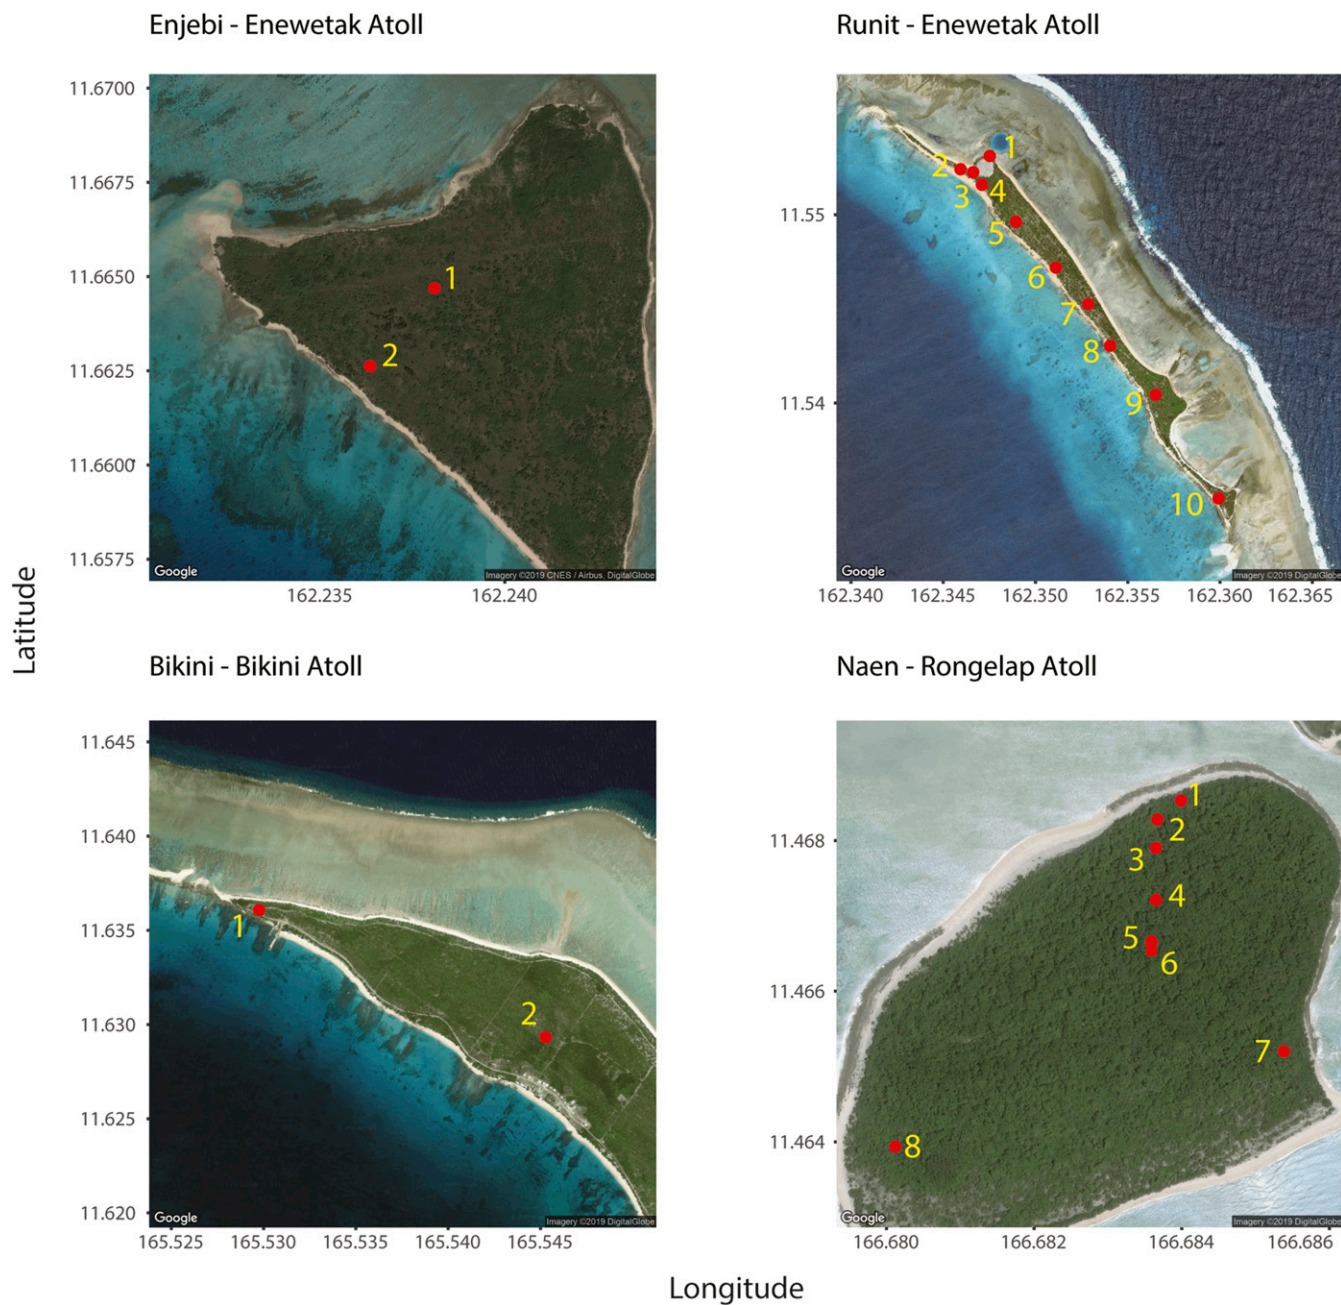 Enjebi - Enewetak Atoll
11.6700
11.6675
11.6650
11.6625
11.6600
11.6575
1
2
Google
Imagery ©2019 CNES / Airbus, DigitalGlobe
162.235 162.240
Runit - Enewetak Atoll
11.55
11.54
1
2
3 4
5
6
7
8
9
10
Google
Imagery ©2019 DigitalGlobe
162.340 162.345 162.350 162.355 162.360 162.365
Latitude
Bikini - Bikini Atoll
11.645
11.640
11.635
11.630
11.625
11.620
1
2
Google
Imagery ©2019 DigitalGlobe
165.525 165.530 165.535 165.540 165.545
Naen - Rongelap Atoll
11.468
11.466
11.464
1
2
3
4
5
6
7
8
Google
Imagery ©2019 DigitalGlobe
166.680 166.682 166.684 166.686
Longitude